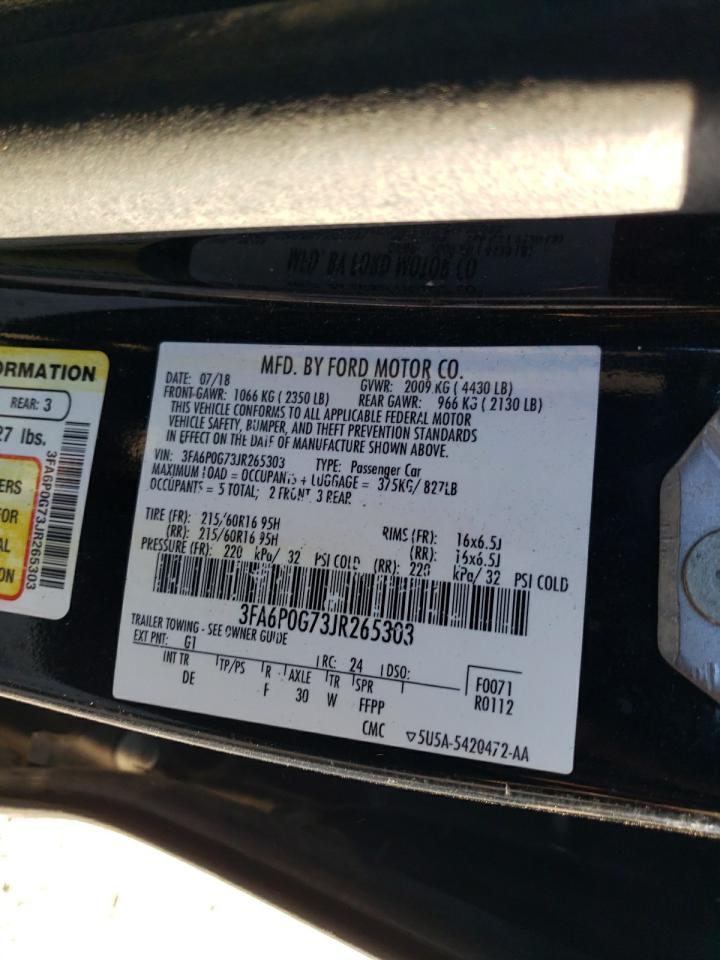 MFD. BY FORD MOTOR CO.
DATE: 07/18 GVWR: 2009 KG ( 4430 LB)
FRONT GAWR: 1066 KG ( 2350 LB) REAR GAWR: 966 KG ( 2130 LB)
THIS VEHICLE CONFORMS TO ALL APPLICABLE FEDERAL MOTOR
VEHICLE SAFETY, BUMPER, AND THEFT PREVENTION STANDARDS
IN EFFECT ON THE DATE OF MANUFACTURE SHOWN ABOVE.
VIN: 3FA6P0G73JR265303 TYPE: Passenger Car
MAXIMUM LOAD = OCCUPANTS + LUGGAGE = 375KG/ 827LB
OCCUPANTS = 5 TOTAL; 2 FRONT, 3 REAR
TIRE (FR): 215/60R16 95H RIMS (FR): 16x6.5J
(RR): 215/60R16 95H (RR): 16x6.5J
PRESSURE (FR): 220 kPa/ 32 PSI COLD (RR): 220 kPa/ 32 PSI COLD
3FA6P0G73JR265303
TRAILER TOWING - SEE OWNER GUIDE
EXT PNT: G1 RC: 24 DSO:
INT TR TP/PS R AXLE TR SPR F0071
DE F 30 W FFPP R0112
CMC ▽5U5A-5420472-AA
ORMATION
REAR: 3
27 lbs.
ERS
FOR
AL
ON
3FA6P0G73JR265303
MFD. BY FORD MOTOR CO